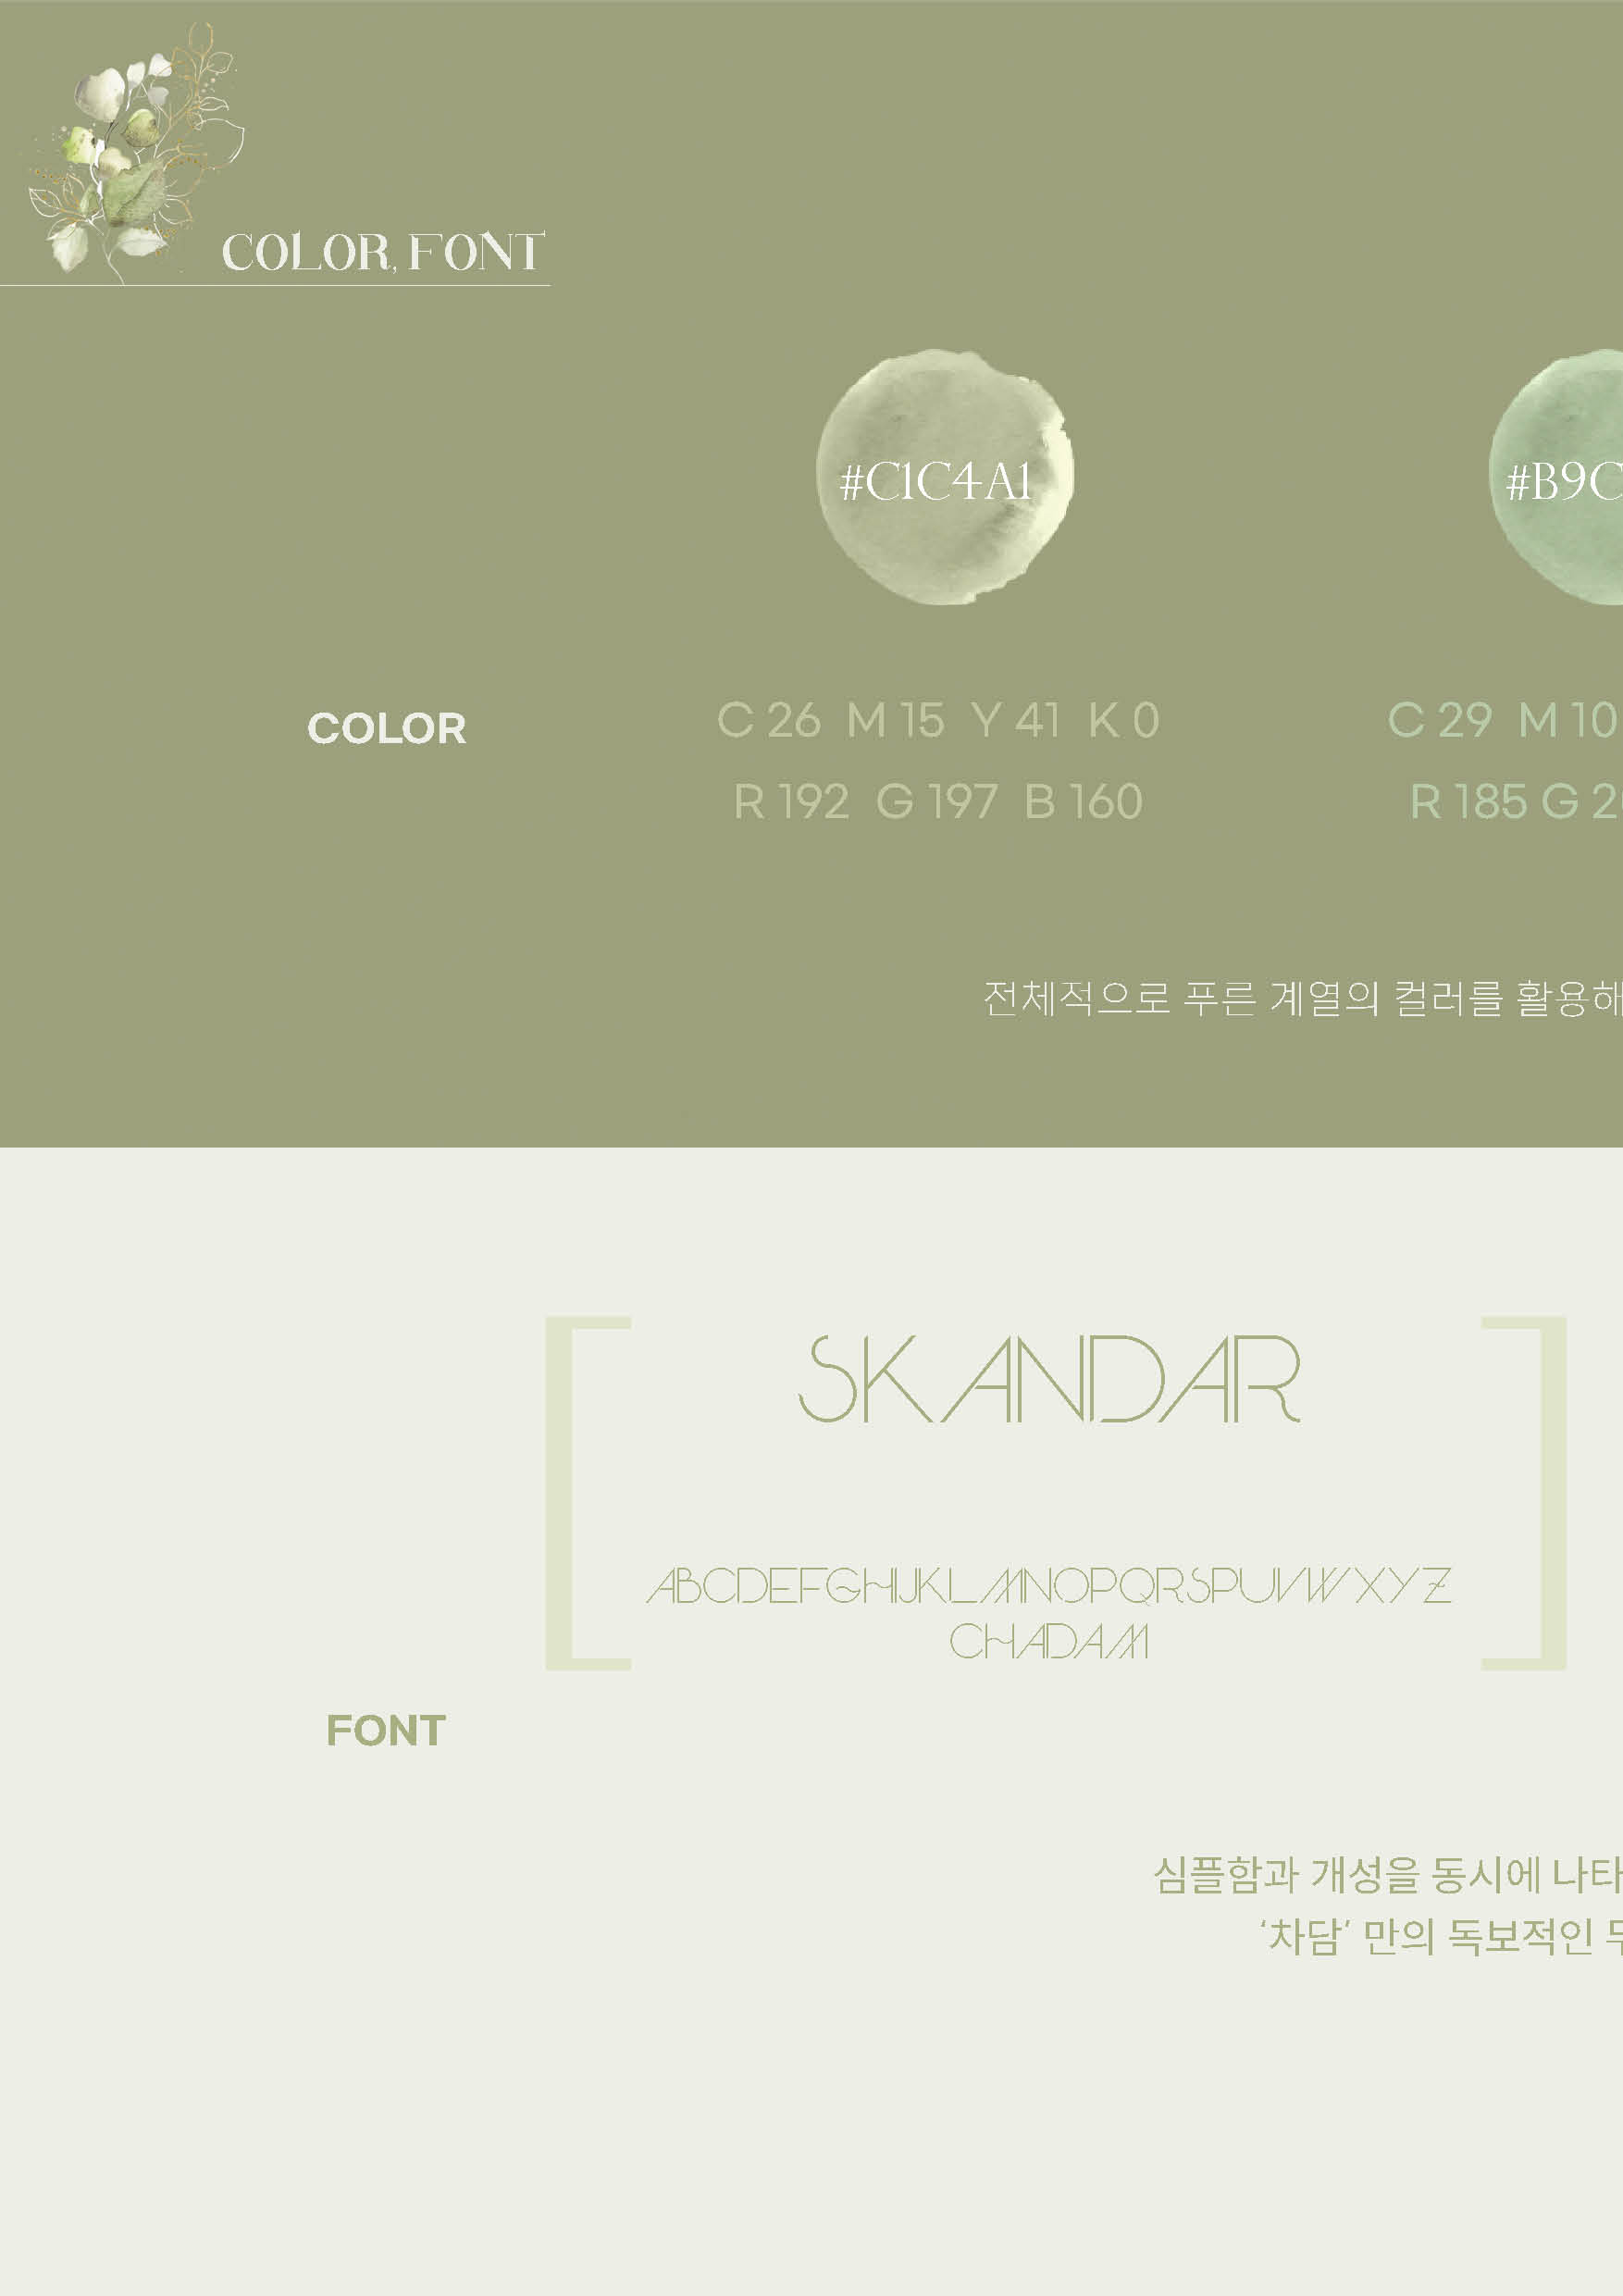 COLOR, FONT
#C1C4A1
#B9C
COLOR
C 26 M 15 Y 41 K 0
C 29 M 10
R 192 G 197 B 160
R 185 G 2
전체적으로 푸른 계열의 컬러를 활용해
SKANDAR
ABCDEFGHIJKLMNOPQRSPUVWXYZ
CHADAM
FONT
심플함과 개성을 동시에 나타
‘차담’ 만의 독보적인